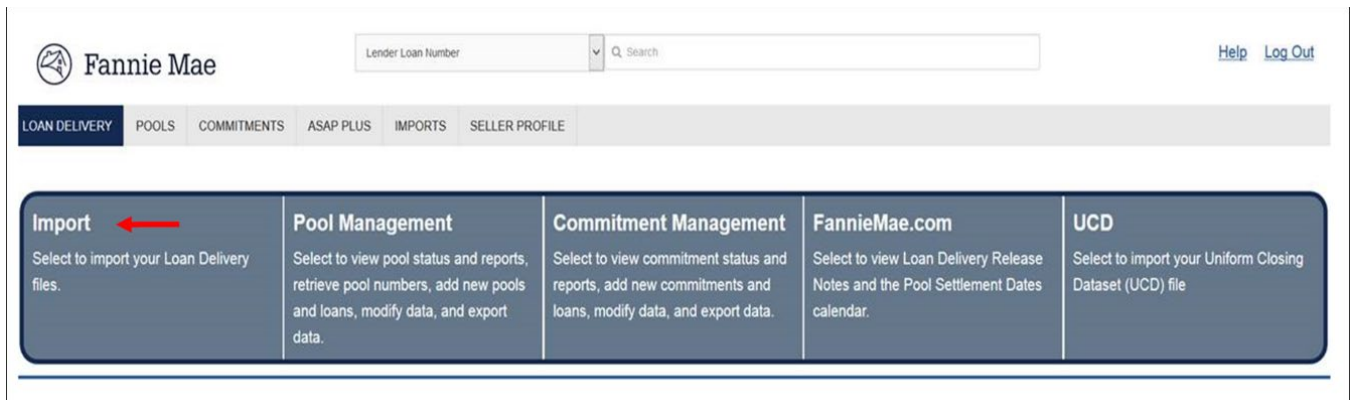 Fannie Mae
Lender Loan Number
Search
Help Log Out
LOAN DELIVERY POOLS COMMITMENTS ASAP PLUS IMPORTS SELLER PROFILE
Import
Select to import your Loan Delivery
files.
Pool Management
Select to view pool status and reports,
retrieve pool numbers, add new pools
and loans, modify data, and export
data.
Commitment Management
Select to view commitment status and
reports, add new commitments and
loans, modify data, and export data.
FannieMae.com
Select to view Loan Delivery Release
Notes and the Pool Settlement Dates
calendar.
UCD
Select to import your Uniform Closing
Dataset (UCD) file